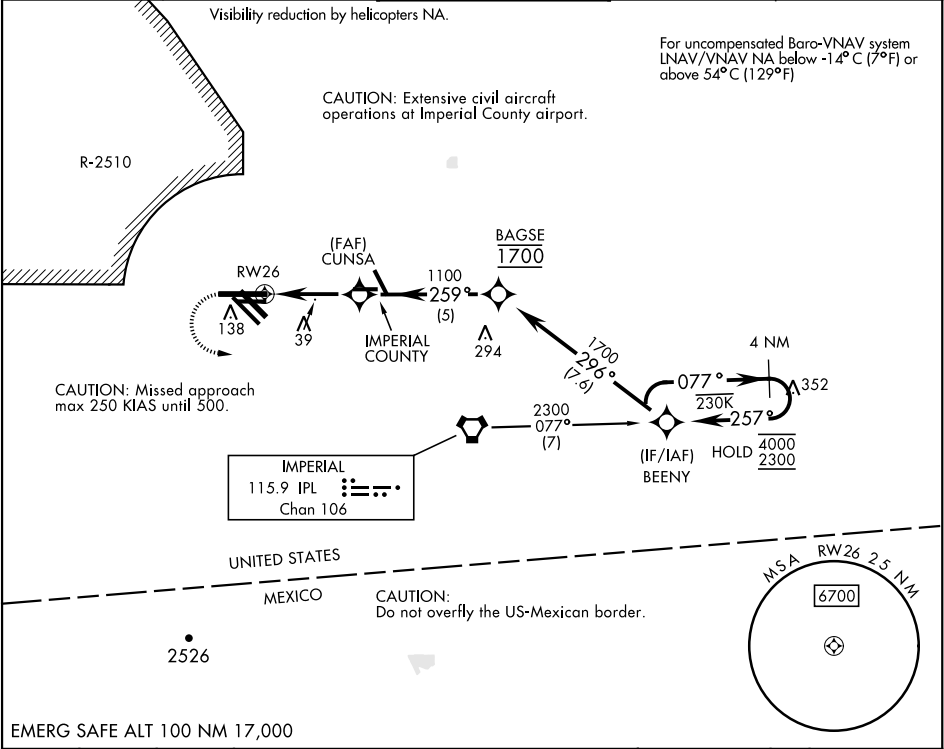 Visibility reduction by helicopters NA.
For uncompensated Baro-VNAV system
LNAV/VNAV NA below -14° C (7°F) or
above 54°C (129°F)
CAUTION: Extensive civil aircraft
operations at Imperial County airport.
R-2510
BAGSE
1700
(FAF)
CUNSA
RW26
1100
259°
(5)
138
39
IMPERIAL
COUNTY
294
4 NM
1700
296°
(7.6)
077°
230K
352
257°
CAUTION: Missed approach
max 250 KIAS until 500.
2300
077°
(7)
(IF/IAF)
BEENY
HOLD
4000
2300
IMPERIAL
115.9 IPL
Chan 106
UNITED STATES
MEXICO
CAUTION:
Do not overfly the US-Mexican border.
MSA RW26 25 NM
6700
2526
EMERG SAFE ALT 100 NM 17,000